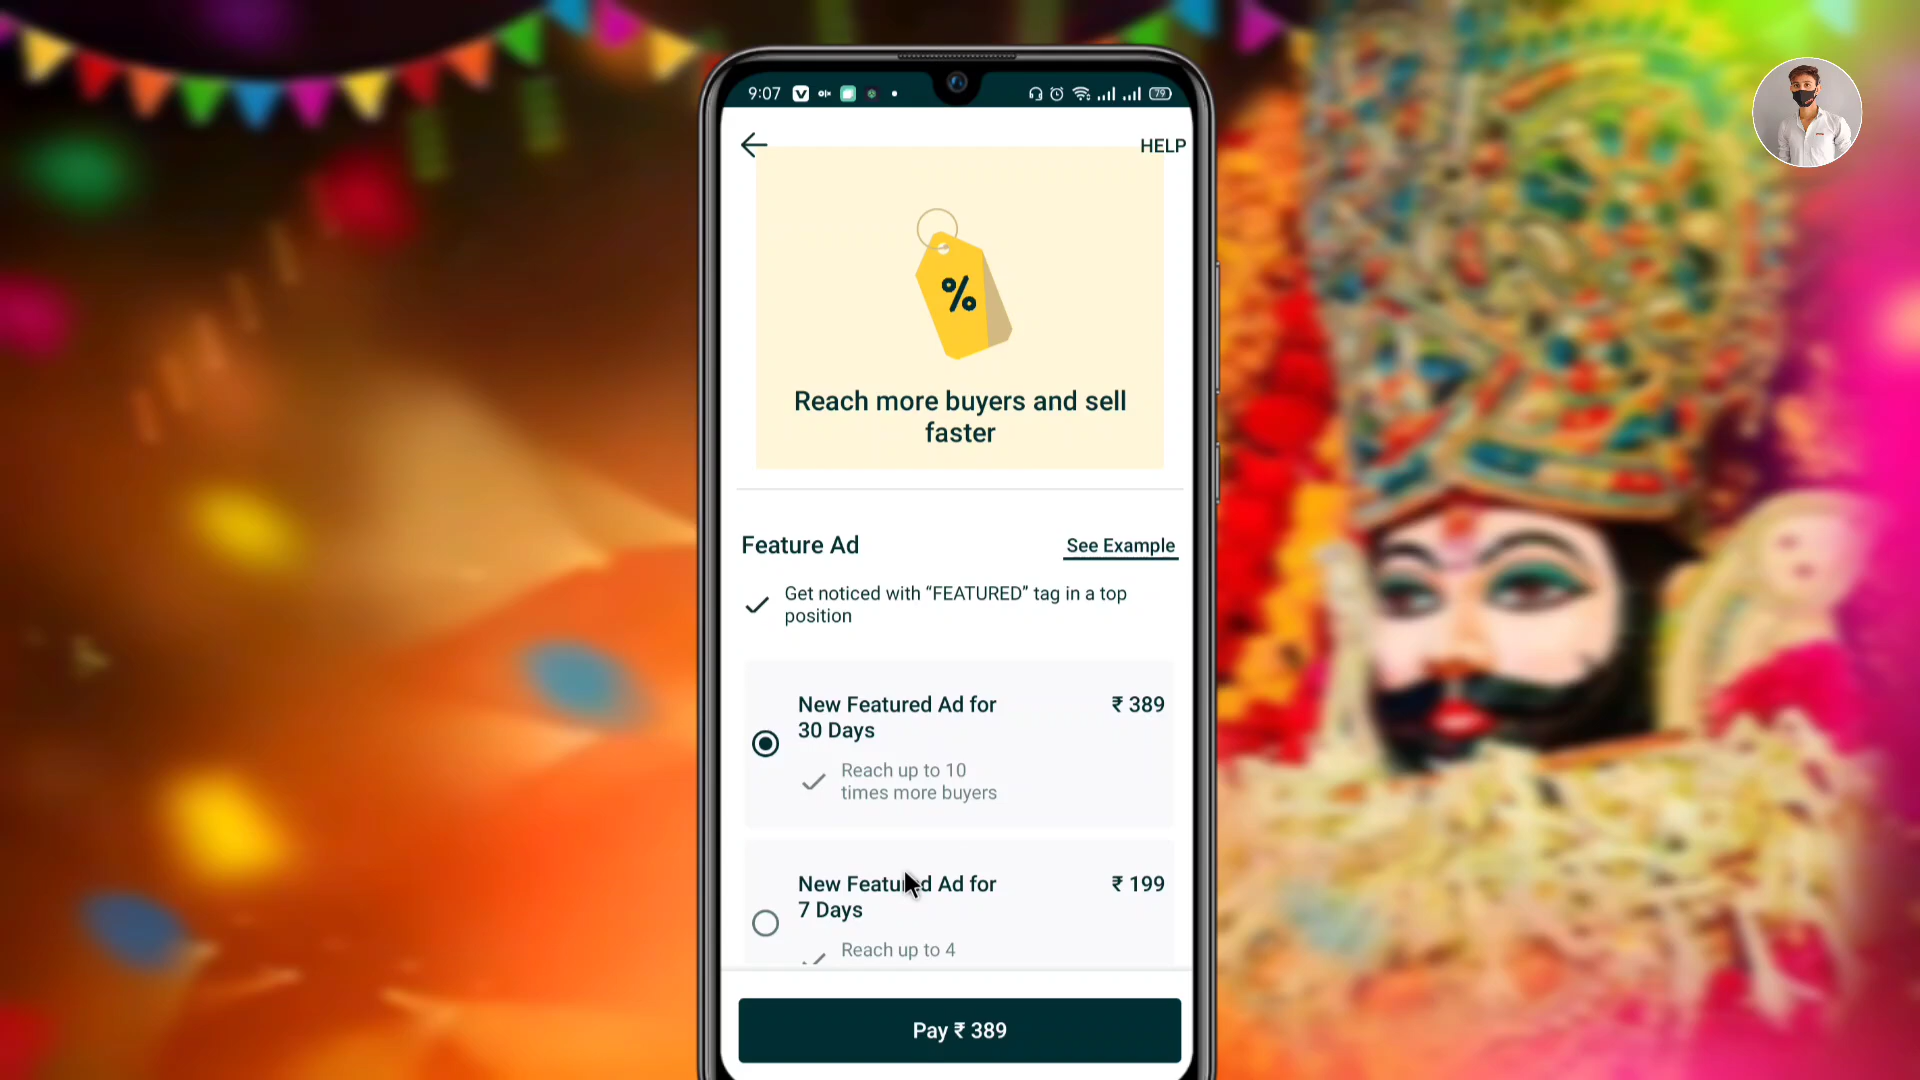 9:07
79
HELP
%
Reach more buyers and sell
faster
Feature Ad
See Example
Get noticed with “FEATURED” tag in a top
position
New Featured Ad for
₹ 389
30 Days
Reach up to 10
times more buyers
New Featured Ad for
₹ 199
7 Days
Reach up to 4
Pay ₹ 389